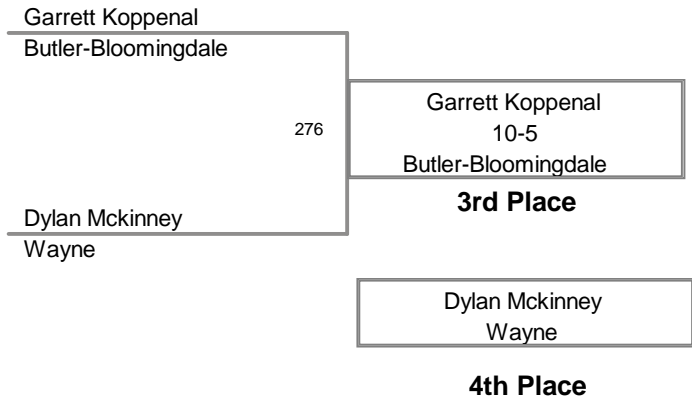 Garrett Koppenal
Butler-Bloomingdale
276
Garrett Koppenal
10-5
Butler-Bloomingdale
3rd Place
Dylan Mckinney
Wayne
Dylan Mckinney
Wayne
4th Place